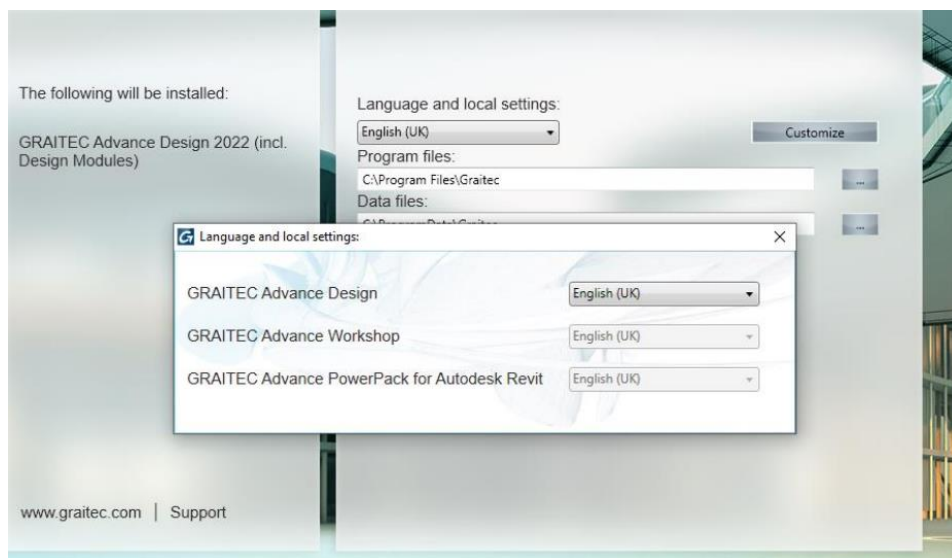 The following will be installed:
GRAITEC Advance Design 2022 (incl.
Design Modules)
Language and local settings:
English (UK)
Customize
Program files:
C:\Program Files\Graitec
...
Data files:
C:\ProgramData\Graitec
...
Language and local settings:
GRAITEC Advance Design
English (UK)
GRAITEC Advance Workshop
English (UK)
GRAITEC Advance PowerPack for Autodesk Revit
English (UK)
www.graitec.com | Support